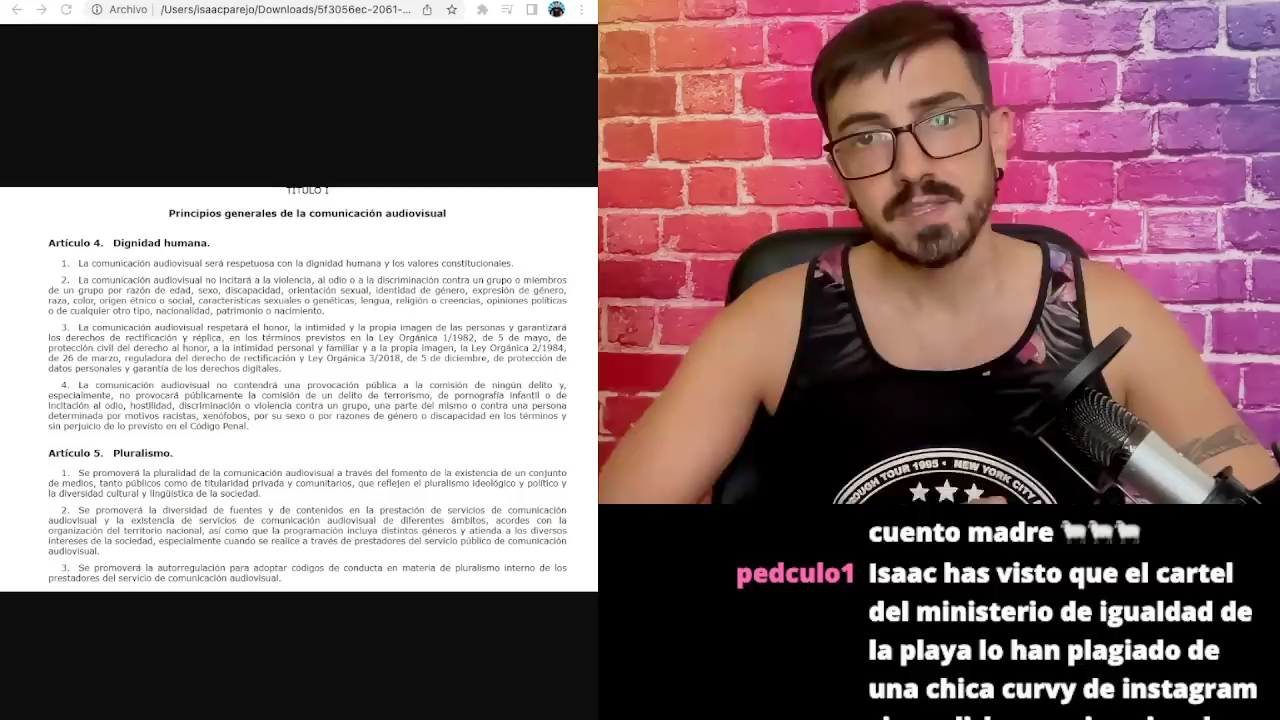 Archivo
/Users/isaacparejo/Downloads/5f3056ec-2061-...
TÍTULO I
Principios generales de la comunicación audiovisual
Artículo 4. Dignidad humana.
1. La comunicación audiovisual será respetuosa con la dignidad humana y los valores constitucionales.
2. La comunicación audiovisual no incitará a la violencia, al odio o a la discriminación contra un grupo o miembros
de un grupo por razón de edad, sexo, discapacidad, orientación sexual, identidad de género, expresión de género,
raza, color, origen étnico o social, características sexuales o genéticas, lengua, religión o creencias, opiniones políticas
o de cualquier otro tipo, nacionalidad, patrimonio o nacimiento.
3. La comunicación audiovisual respetará el honor, la intimidad y la propia imagen de las personas y garantizará
los derechos de rectificación y réplica, en los términos previstos en la Ley Orgánica 1/1982, de 5 de mayo, de
protección civil del derecho al honor, a la intimidad personal y familiar y a la propia imagen, la Ley Orgánica 2/1984,
de 26 de marzo, reguladora del derecho de rectificación y Ley Orgánica 3/2018, de 5 de diciembre, de protección de
datos personales y garantía de los derechos digitales.
4. La comunicación audiovisual no contendrá una provocación pública a la comisión de ningún delito y,
especialmente, no provocará públicamente la comisión de un delito de terrorismo, de pornografía infantil o de
incitación al odio, hostilidad, discriminación o violencia contra un grupo, una parte del mismo o contra una persona
determinada por motivos racistas, xenófobos, por su sexo o por razones de género o discapacidad en los términos y
sin perjuicio de lo previsto en el Código Penal.
Artículo 5. Pluralismo.
1. Se promoverá la pluralidad de la comunicación audiovisual a través del fomento de la existencia de un conjunto
de medios, tanto públicos como de titularidad privada y comunitarios, que reflejen el pluralismo ideológico y político y
la diversidad cultural y lingüística de la sociedad.
2. Se promoverá la diversidad de fuentes y de contenidos en la prestación de servicios de comunicación
audiovisual y la existencia de servicios de comunicación audiovisual de diferentes ámbitos, acordes con la
organización del territorio nacional, así como que la programación incluya distintos géneros y atienda a los diversos
intereses de la sociedad, especialmente cuando se realice a través de prestadores del servicio público de comunicación
audiovisual.
3. Se promoverá la autorregulación para adoptar códigos de conducta en materia de pluralismo interno de los
prestadores del servicio de comunicación audiovisual.
OUGH TOUR 1985 • NEW YORK CITY
cuento madre 🐑🐑🐑
pedculo1 Isaac has visto que el cartel
del ministerio de igualdad de
la playa lo han plagiado de
una chica curvy de instagram